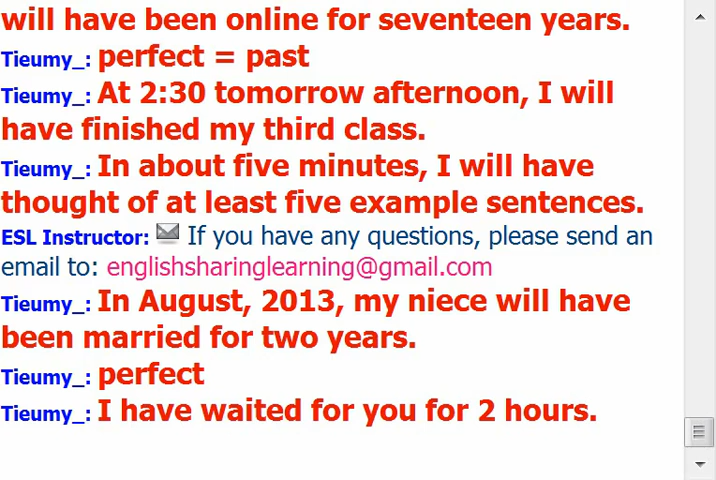 will have been online for seventeen years.
Tieumy_: perfect = past
Tieumy_: At 2:30 tomorrow afternoon, I will
have finished my third class.
Tieumy_: In about five minutes, I will have
thought of at least five example sentences.
ESL Instructor: If you have any questions, please send an
email to: englishsharinglearning@gmail.com
Tieumy_: In August, 2013, my niece will have
been married for two years.
Tieumy_: perfect
Tieumy_: I have waited for you for 2 hours.